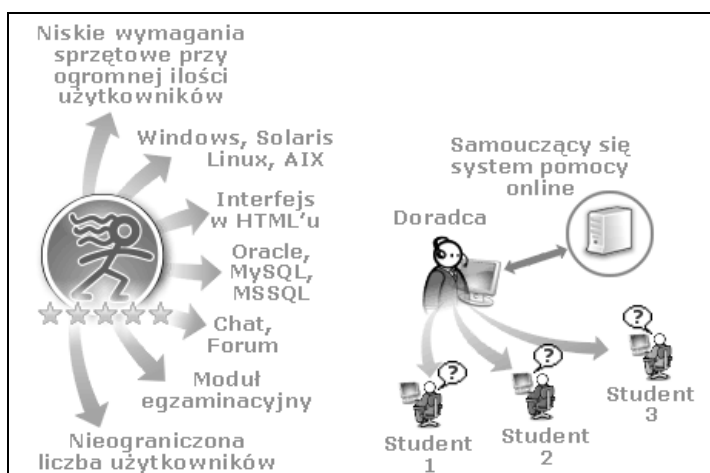 Niskie wymagania
sprzętowe przy
ogromnej ilości
użytkowników
Windows, Solaris
Linux, AIX
Interfejs
w HTML'u
Oracle,
MySQL,
MSSQL
Chat,
Forum
Moduł
egzaminacyjny
Nieograniczona
liczba użytkowników
Samouczący się
system pomocy
online
Doradca
?
?
?
Student
1
Student
2
Student
3